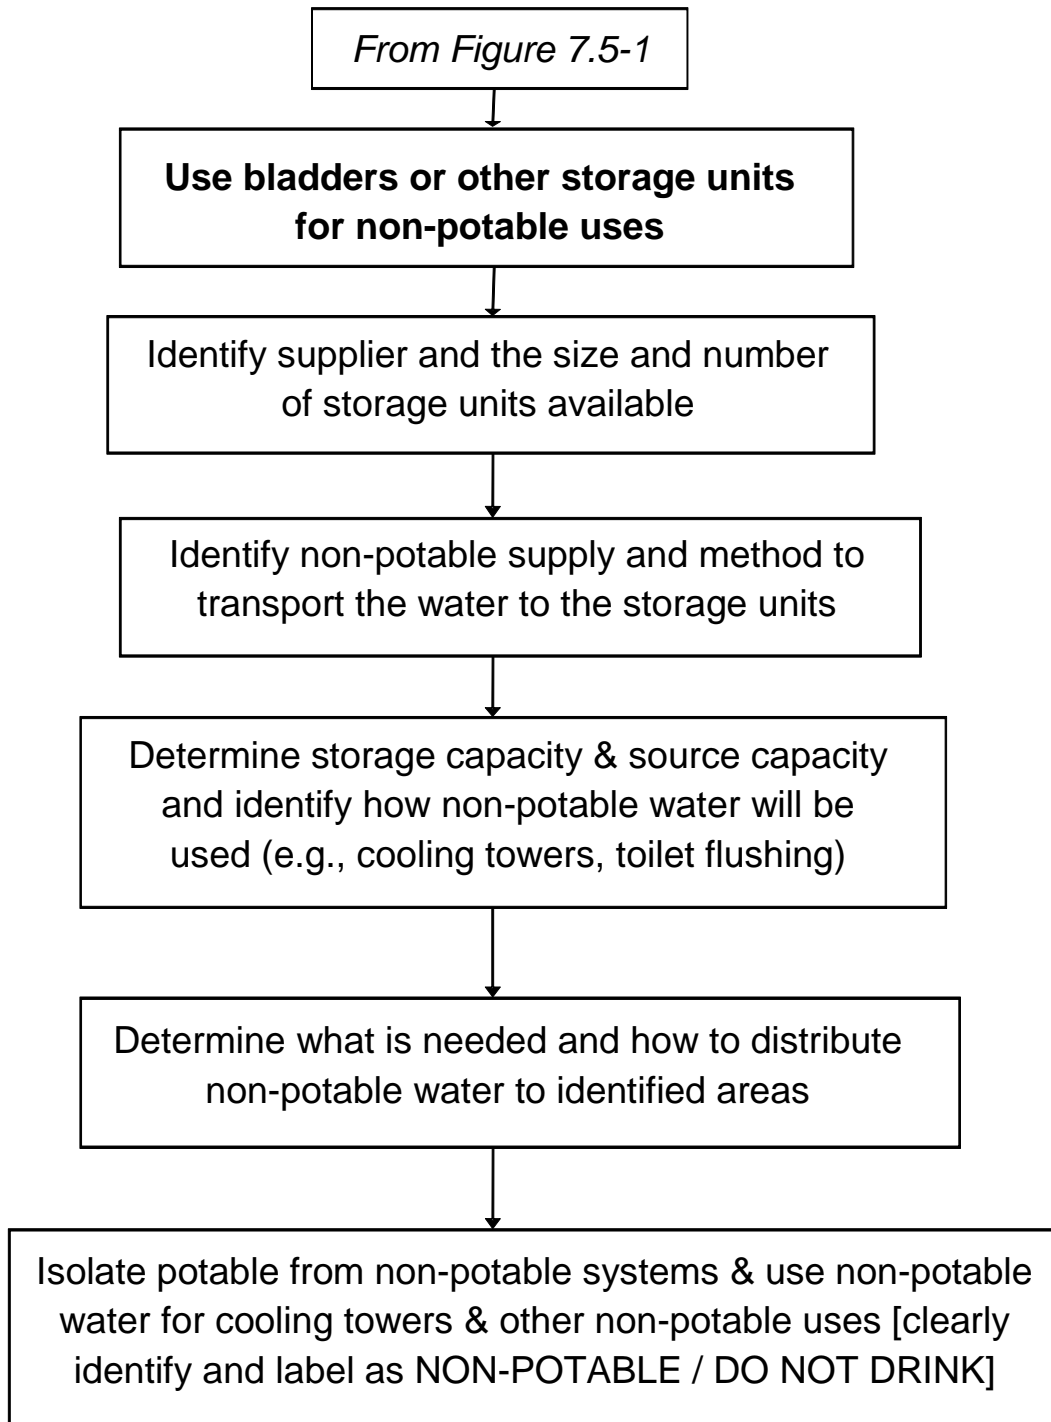 From Figure 7.5-1
Use bladders or other storage units
for non-potable uses
Identify supplier and the size and number
of storage units available
Identify non-potable supply and method to
transport the water to the storage units
Determine storage capacity & source capacity
and identify how non-potable water will be
used (e.g., cooling towers, toilet flushing)
Determine what is needed and how to distribute
non-potable water to identified areas
Isolate potable from non-potable systems & use non-potable
water for cooling towers & other non-potable uses [clearly
identify and label as NON-POTABLE / DO NOT DRINK]